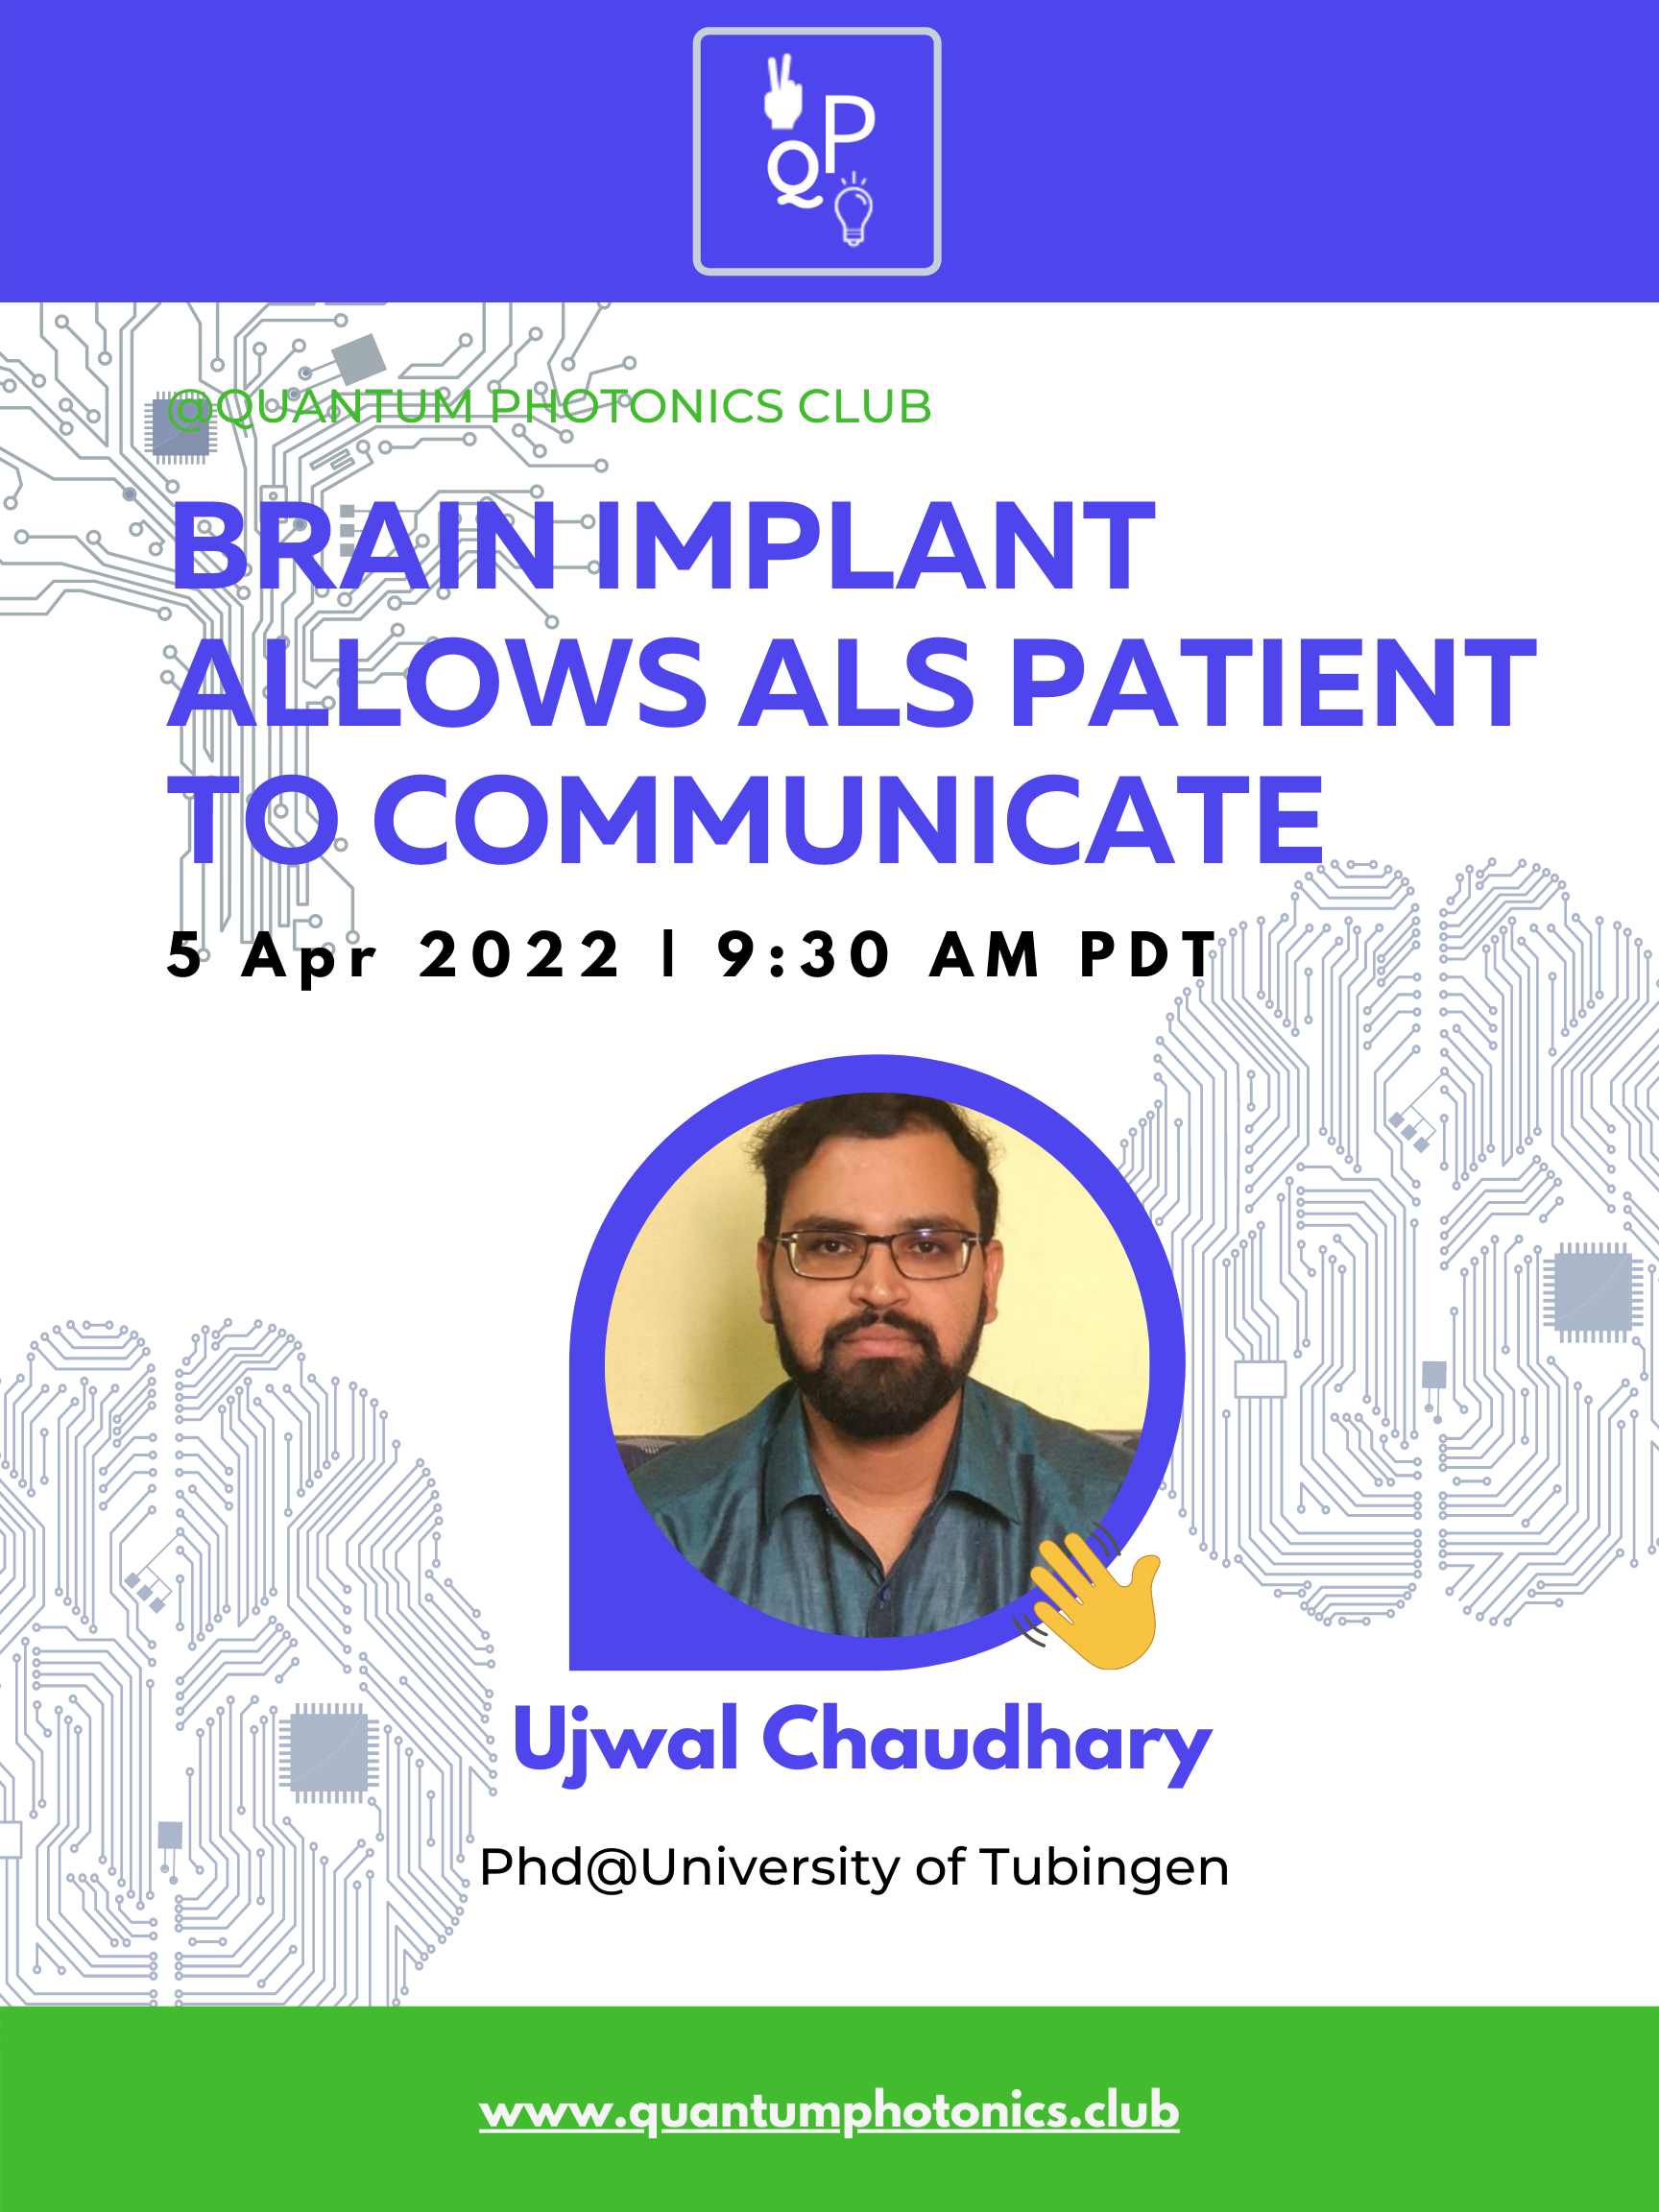 QP
@QUANTUM PHOTONICS CLUB
BRAIN IMPLANT
ALLOWS ALS PATIENT
TO COMMUNICATE
5 Apr 2022 | 9:30 AM PDT
Ujwal Chaudhary
Phd@University of Tubingen
www.quantumphotonics.club